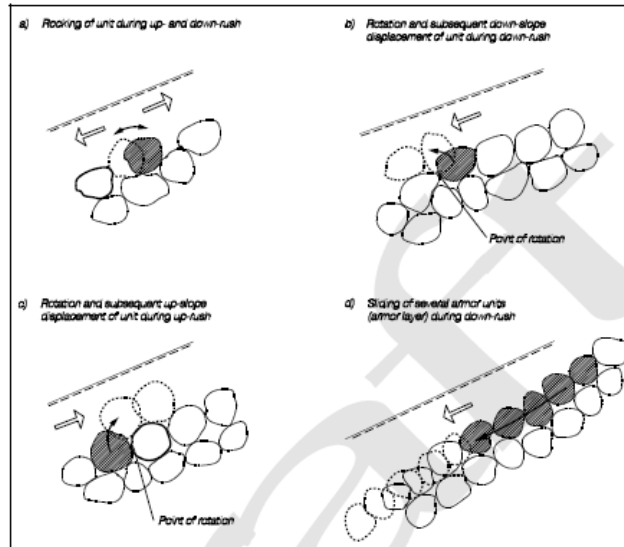 a) Rocking of unit during up- and down-rush
b) Rotation and subsequent down-slope
displacement of unit during down-rush
Point of rotation
c) Rotation and subsequent up-slope
displacement of unit during up-rush
Point of rotation
d) Sliding of several armor units
(armor layer) during down-rush